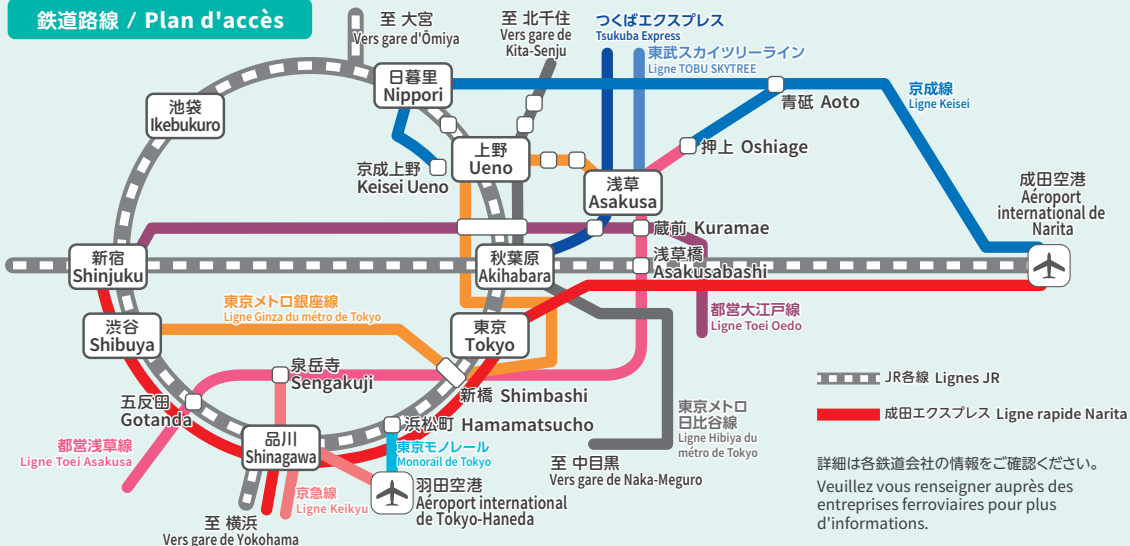 鉄道路線 / Plan d'accès
至 大宮
Vers gare d'Ōmiya
至 北千住
Vers gare de
Kita-Senju
つくばエクスプレス
Tsukuba Express
東武スカイツリーライン
Ligne TOBU SKYTREE
日暮里
Nippori
京成線
Ligne Keisei
青砥 Aoto
池袋
Ikebukuro
上野
Ueno
押上 Oshiage
京成上野
Keisei Ueno
浅草
Asakusa
成田空港
Aéroport
international de
Narita
蔵前 Kuramae
新宿
Shinjuku
秋葉原
Akihabara
浅草橋
Asakusabashi
東京メトロ銀座線
Ligne Ginza du métro de Tokyo
都営大江戸線
Ligne Toei Oedo
渋谷
Shibuya
東京
Tokyo
泉岳寺
Sengakuji
JR各線 Lignes JR
新橋 Shimbashi
五反田
Gotanda
東京メトロ
日比谷線
Ligne Hibiya du
métro de Tokyo
成田エクスプレス Ligne rapide Narita
浜松町 Hamamatsucho
品川
Shinagawa
都営浅草線
Ligne Toei Asakusa
東京モノレール
Monorail de Tokyo
至 中目黒
Vers gare de Naka-Meguro
詳細は各鉄道会社の情報をご確認ください。
Veuillez vous renseigner auprès des
entreprises ferroviaires pour plus
d'informations.
京急線
Ligne Keikyu
羽田空港
Aéroport international
de Tokyo-Haneda
至 横浜
Vers gare de Yokohama